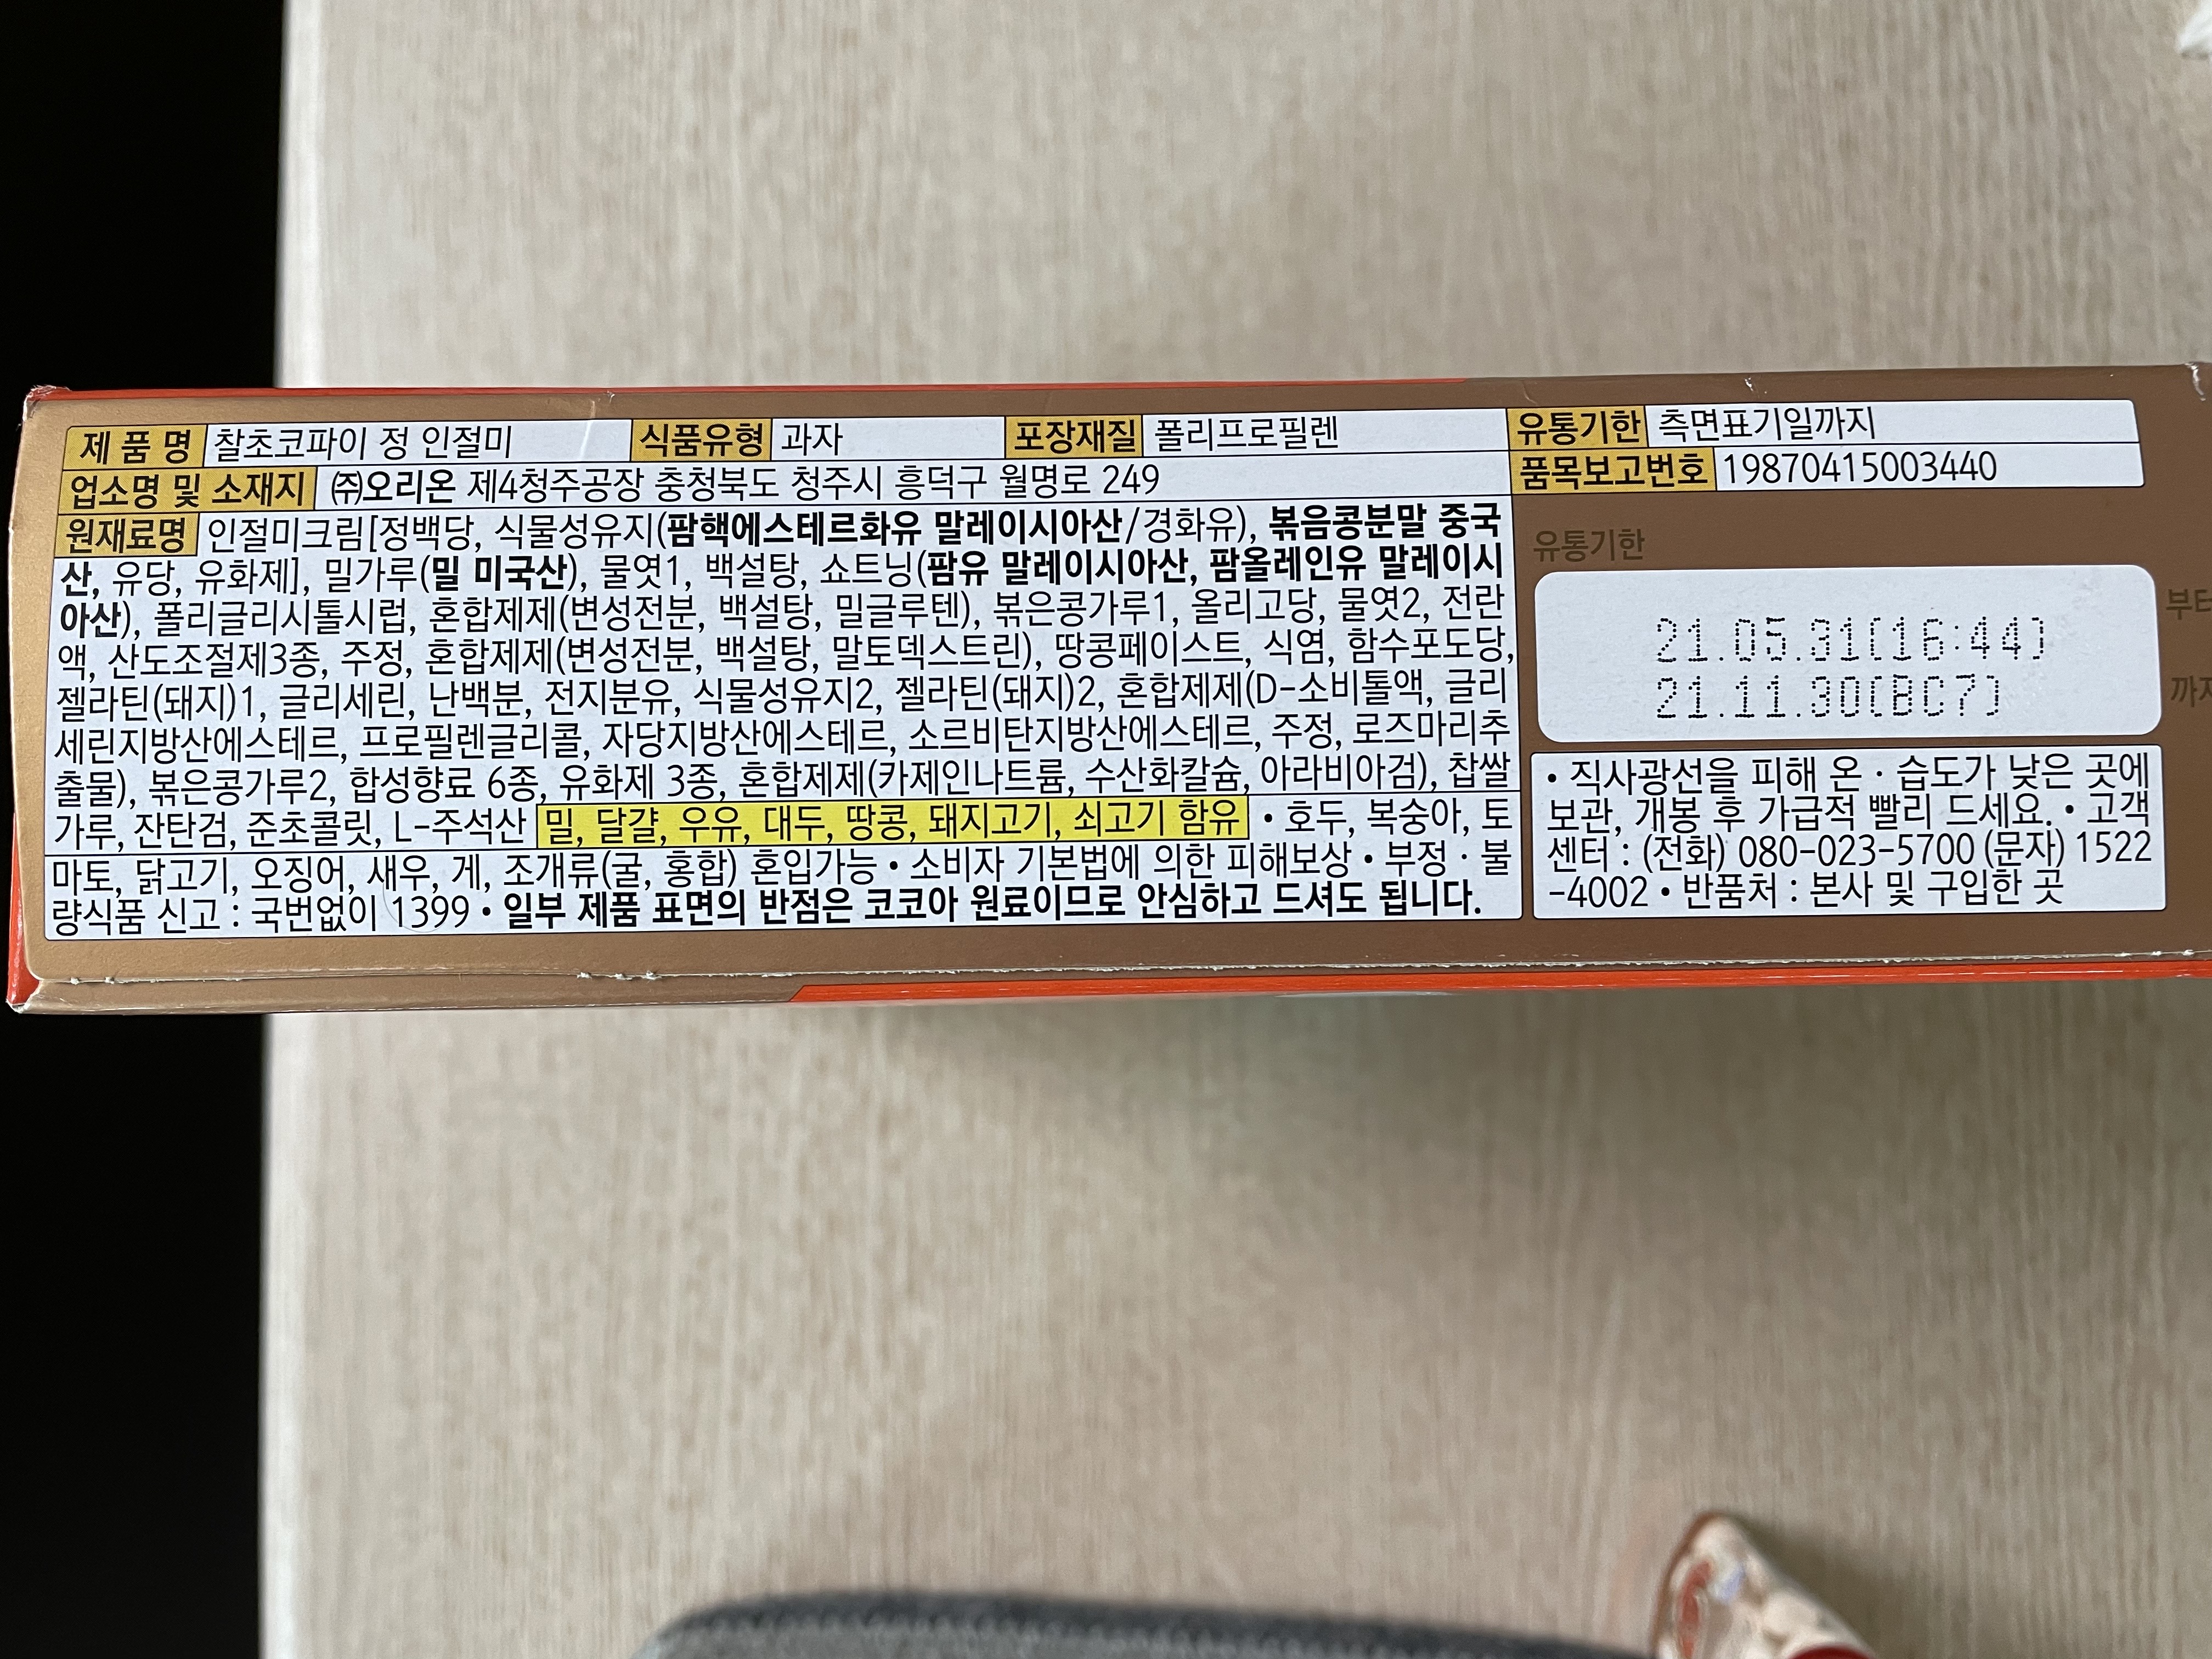 제 품 명 찰초코파이 정 인절미 식품유형 과자 포장재질 폴리프로필렌 유통기한 측면표기일까지
업소명 및 소재지 ㈜오리온 제4청주공장 충청북도 청주시 흥덕구 월명로 249 품목보고번호 19870415003440
원재료명 인절미크림[정백당, 식물성유지(팜핵에스테르화유 말레이시아산/경화유), 볶음콩분말 중국
산, 유당, 유화제], 밀가루(밀 미국산), 물엿1, 백설탕, 쇼트닝(팜유 말레이시아산, 팜올레인유 말레이시
아산), 폴리글리시톨시럽, 혼합제제(변성전분, 백설탕, 밀글루텐), 볶은콩가루1, 올리고당, 물엿2, 전란
액, 산도조절제3종, 주정, 혼합제제(변성전분, 백설탕, 말토덱스트린), 땅콩페이스트, 식염, 함수포도당,
젤라틴(돼지)1, 글리세린, 난백분, 전지분유, 식물성유지2, 젤라틴(돼지)2, 혼합제제(D-소비톨액, 글리
세린지방산에스테르, 프로필렌글리콜, 자당지방산에스테르, 소르비탄지방산에스테르, 주정, 로즈마리추
출물), 볶은콩가루2, 합성향료 6종, 유화제 3종, 혼합제제(카제인나트륨, 수산화칼슘, 아라비아검), 찹쌀
가루, 잔탄검, 준초콜릿, L-주석산 밀, 달걀, 우유, 대두, 땅콩, 돼지고기, 쇠고기 함유 • 호두, 복숭아, 토
마토, 닭고기, 오징어, 새우, 게, 조개류(굴, 홍합) 혼입가능 • 소비자 기본법에 의한 피해보상 • 부정 · 불
량식품 신고 : 국번없이 1399 • 일부 제품 표면의 반점은 코코아 원료이므로 안심하고 드셔도 됩니다.
유통기한
21.05.31(16:44) 부터
21.11.30(BC7)
• 직사광선을 피해 온 · 습도가 낮은 곳에
보관, 개봉 후 가급적 빨리 드세요. • 고객
센터 : (전화) 080-023-5700 (문자) 1522
-4002 • 반품처 : 본사 및 구입한 곳